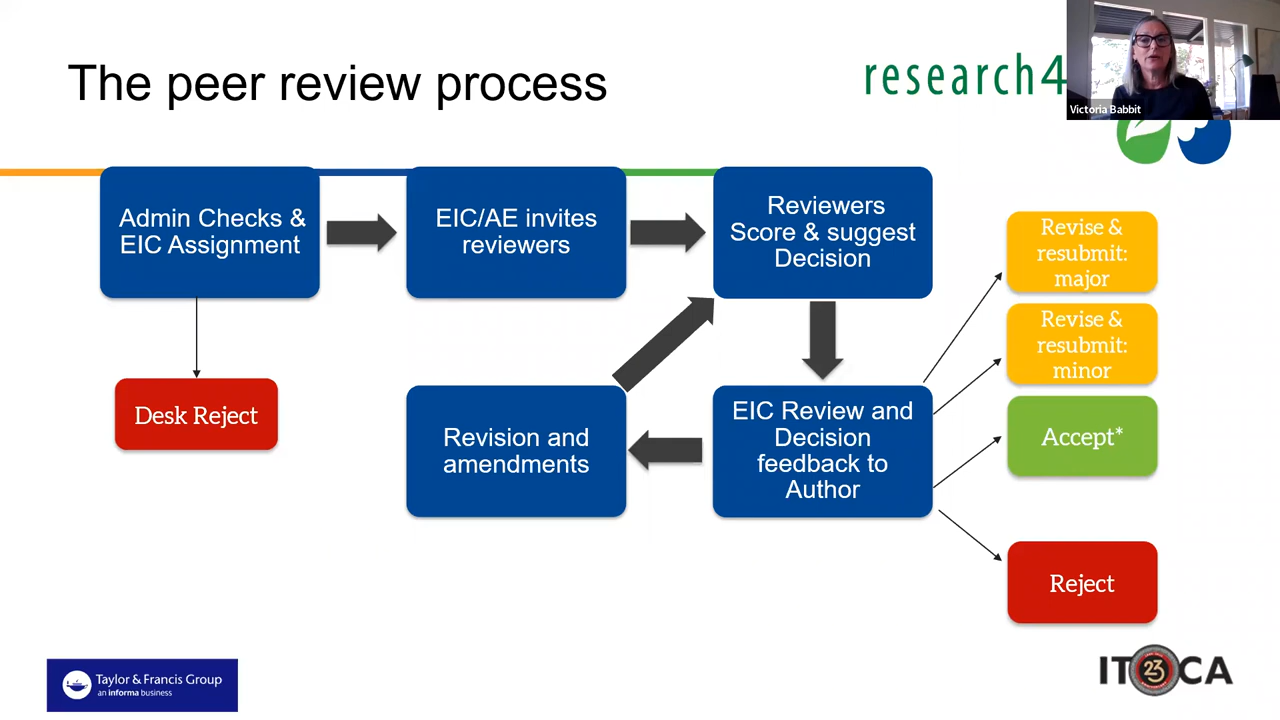 The peer review process
research4
Victoria Babbit
Admin Checks &
EIC Assignment
EIC/AE invites
reviewers
Reviewers
Score & suggest
Decision
Revise &
resubmit:
major
Revise &
resubmit:
minor
Desk Reject
Revision and
amendments
EIC Review and
Decision
feedback to
Author
Accept*
Reject
Taylor & Francis Group
an informa business
ITOCA
23